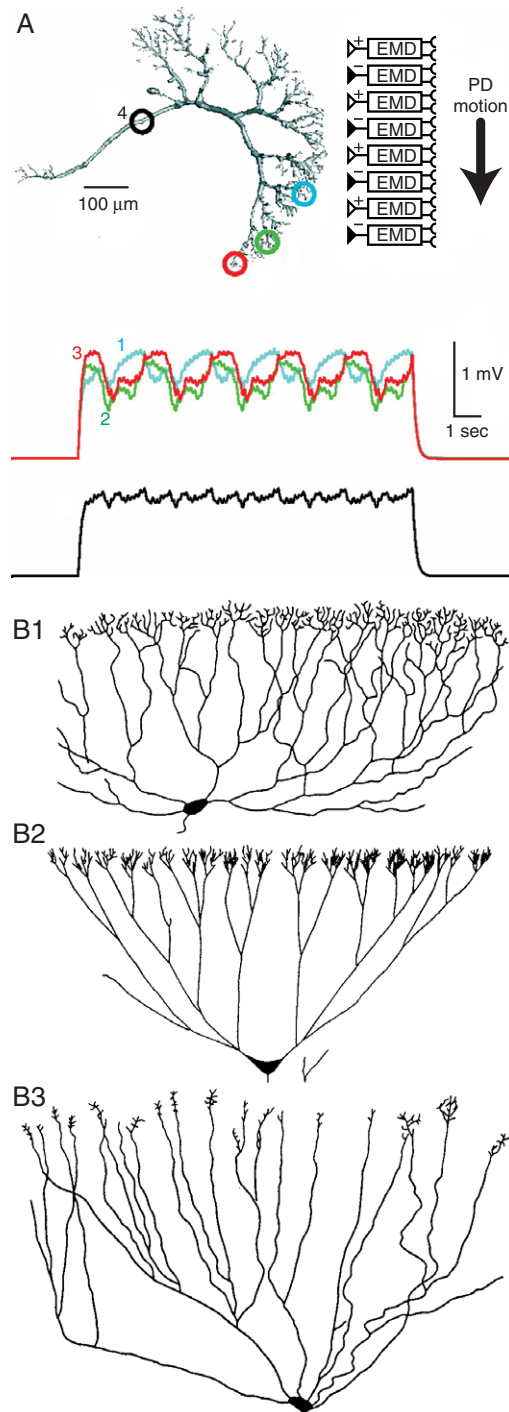 A
4
100 µm
+ EMD
− EMD
+ EMD
− EMD
+ EMD
− EMD
+ EMD
− EMD
PD
motion
3
1
2
1 mV
1 sec
B1
B2
B3